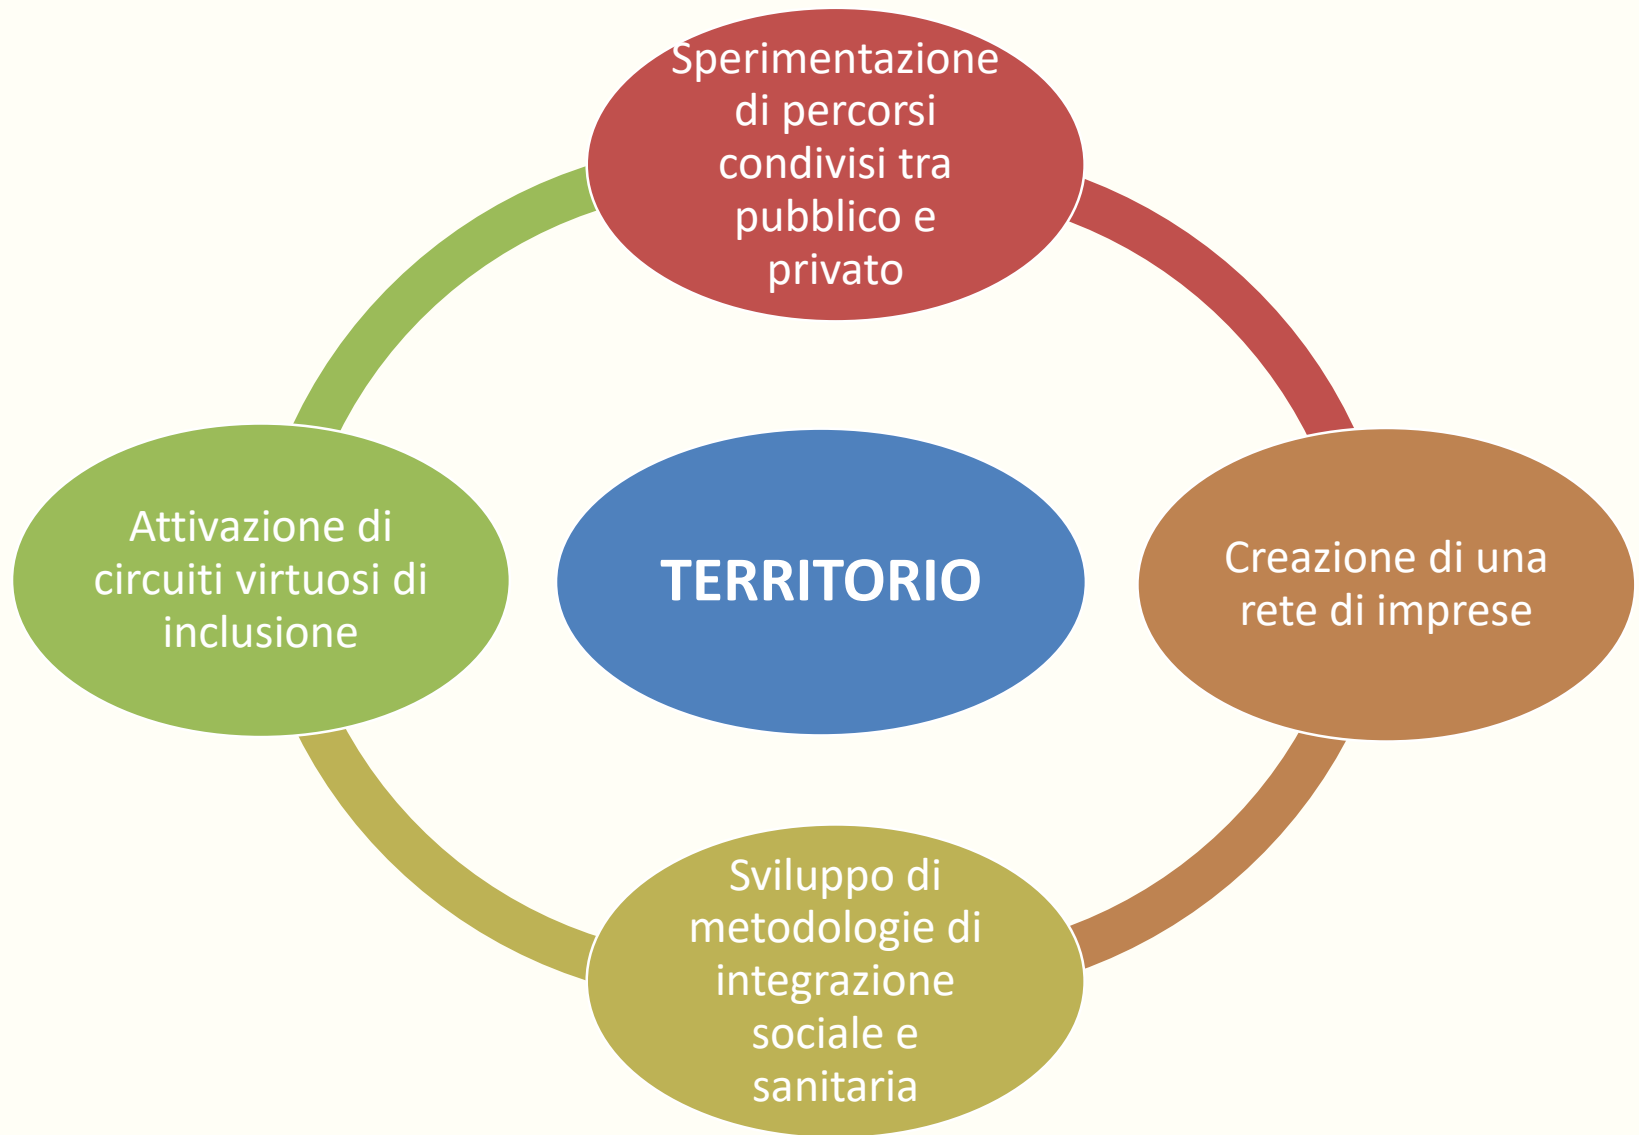 Sperimentazione
di percorsi
condivisi tra
pubblico e
privato
Attivazione di
circuiti virtuosi di
inclusione
TERRITORIO
Creazione di una
rete di imprese
Sviluppo di
metodologie di
integrazione
sociale e
sanitaria